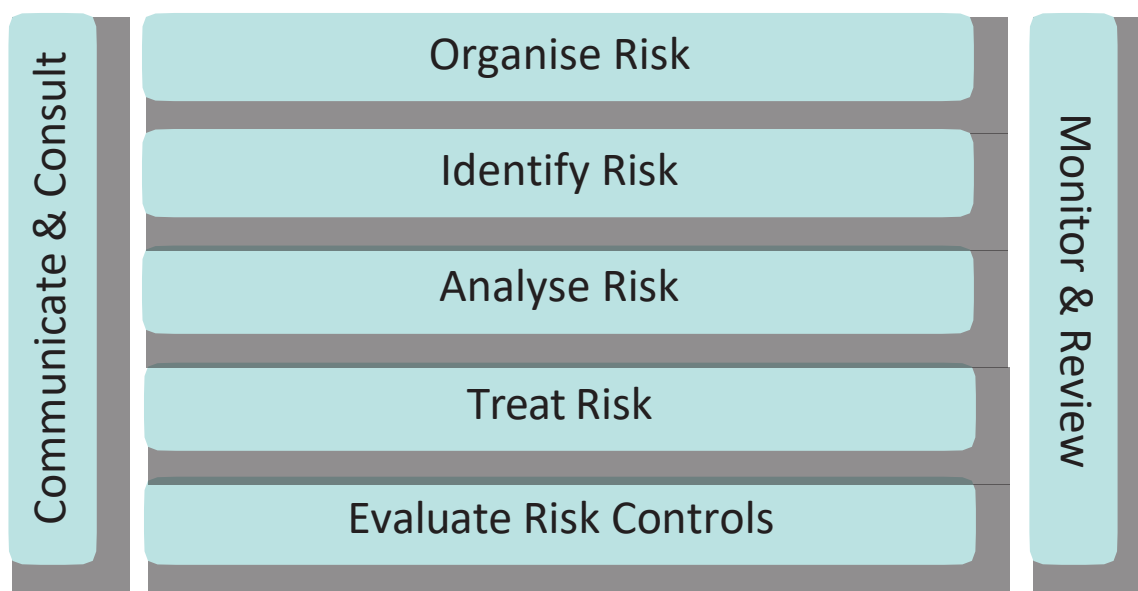 Communicate & Consult
Organise Risk
Identify Risk
Analyse Risk
Treat Risk
Evaluate Risk Controls
Monitor & Review